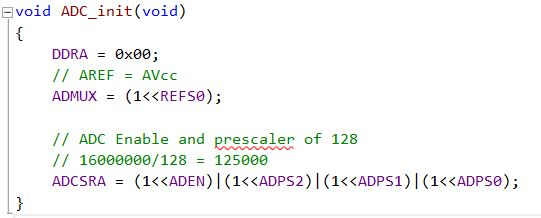 void ADC_init(void)
{
DDRA = 0x00;
// AREF = AVcc
ADMUX = (1<<REFS0);
// ADC Enable and prescaler of 128
// 16000000/128 = 125000
ADCSRA = (1<<ADEN)|(1<<ADPS2)|(1<<ADPS1)|(1<<ADPS0);
}